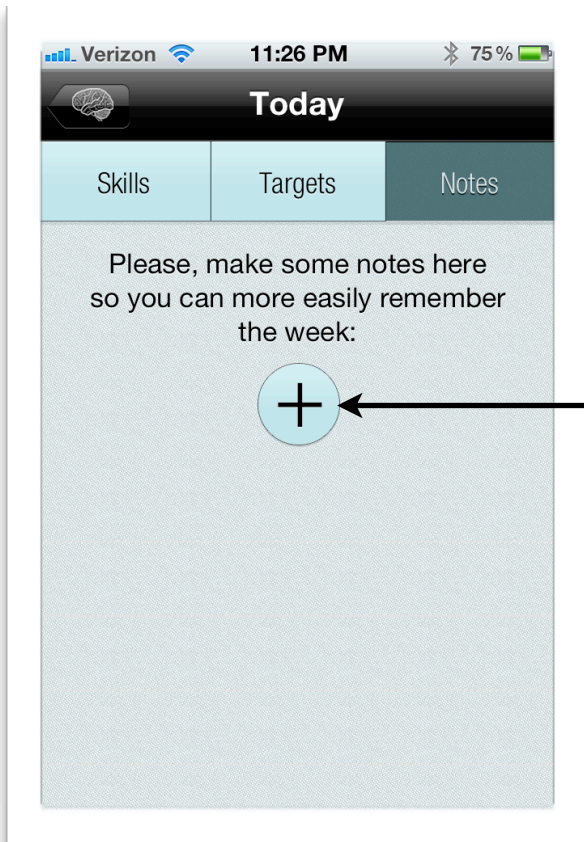 Verizon 11:26 PM 75%
Today
Skills Targets Notes
Please, make some notes here
so you can more easily remember
the week:
+